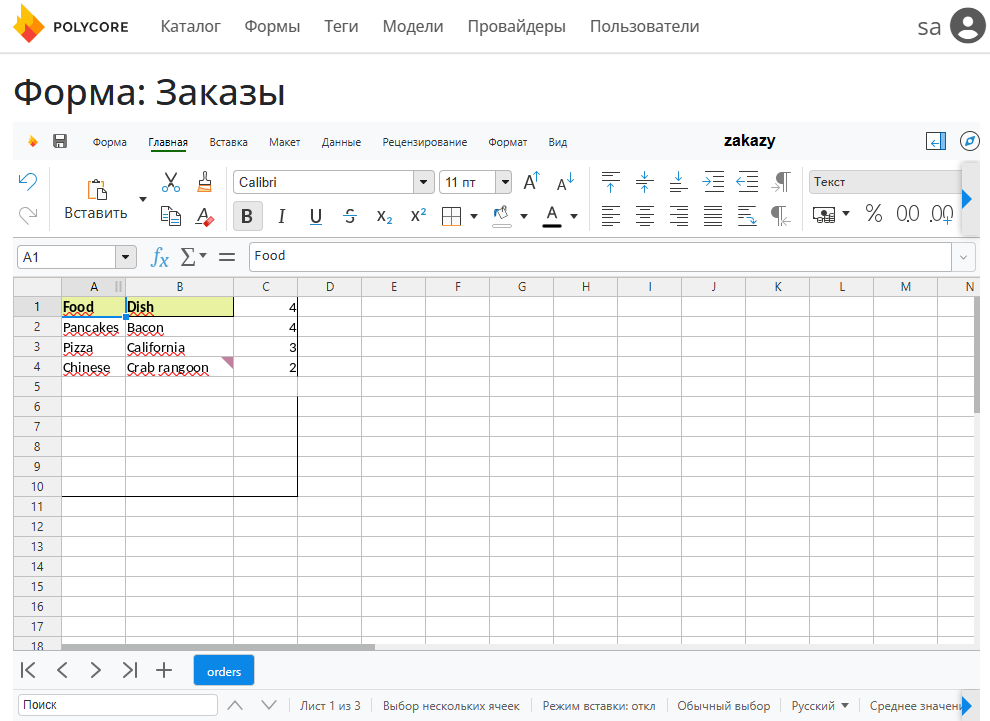 POLYCORE Каталог Формы Теги Модели Провайдеры Пользователи sa
Форма: Заказы
Форма Главная Вставка Макет Данные Рецензирование Формат Вид zakazy
Вставить Calibri 11 пт Текст
B I U S X₂ X² A % 0,0 .00
A1 fx Σ = Food
A B C D E F G H I J K L M N
1 Food Dish 4
2 Pancakes Bacon 4
3 Pizza California 3
4 Chinese Crab rangoon 2
5
6
7
8
9
10
11
12
13
14
15
16
17
18
orders
Поиск Лист 1 из 3 Выбор нескольких ячеек Режим вставки: откл Обычный выбор Русский Среднее